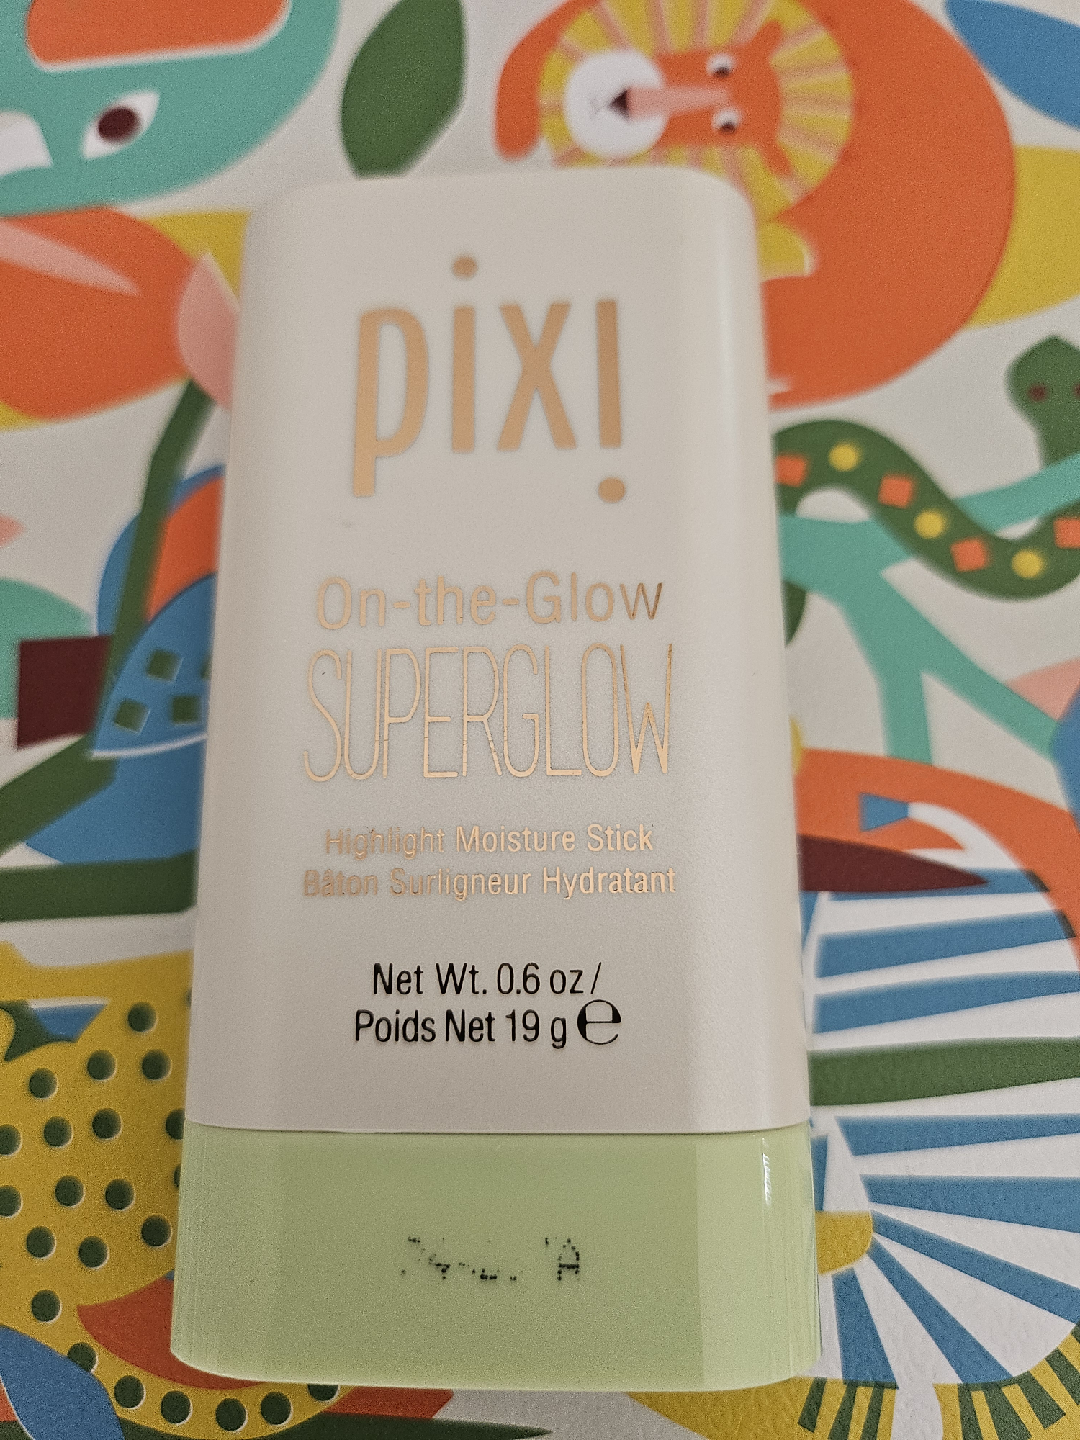 pixi
On-the-Glow
SUPERGLOW
Highlight Moisture Stick
Bâton Surligneur Hydratant
Net Wt. 0.6 oz /
Poids Net 19 g ℮